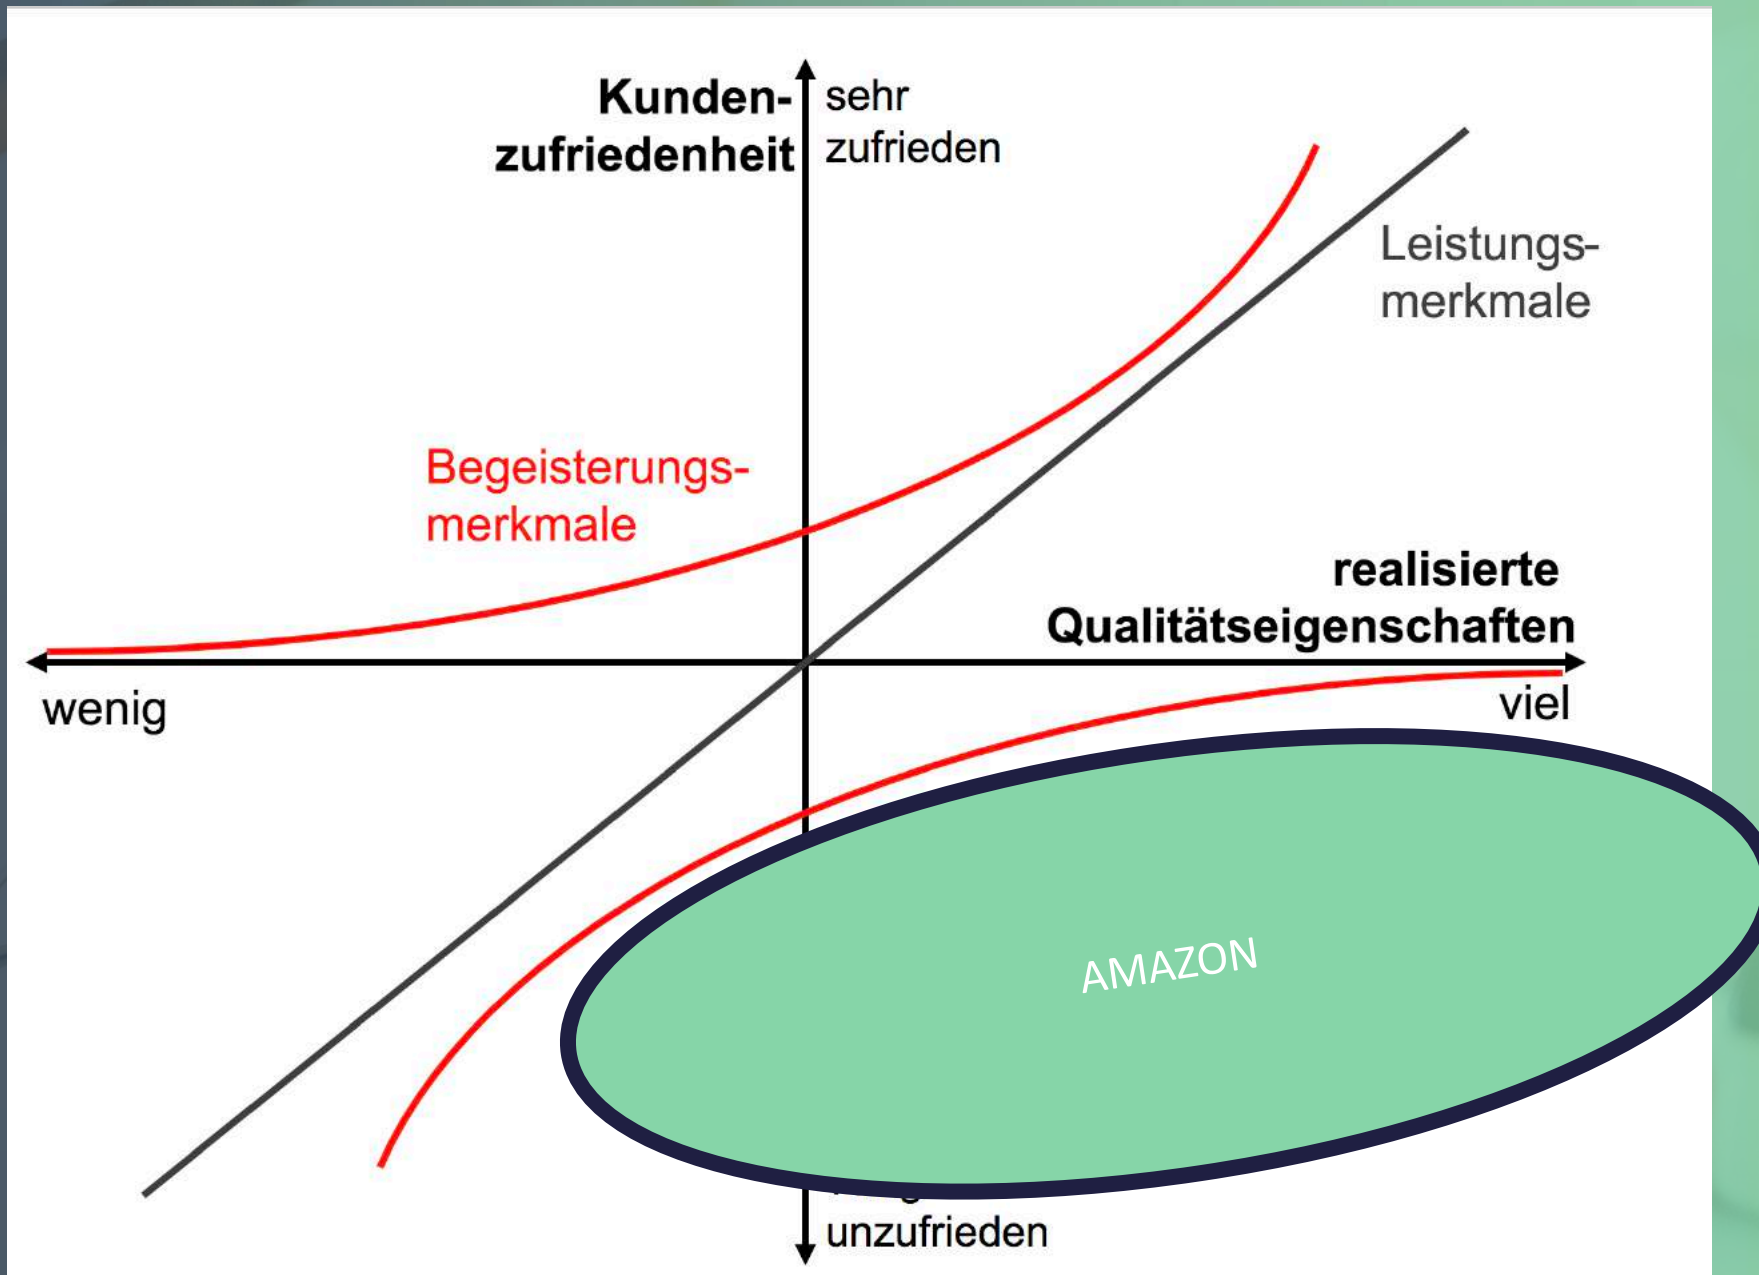 Kunden-
zufriedenheit
sehr
zufrieden
Leistungs-
merkmale
Begeisterungs-
merkmale
realisierte
Qualitätseigenschaften
wenig
viel
AMAZON
unzufrieden